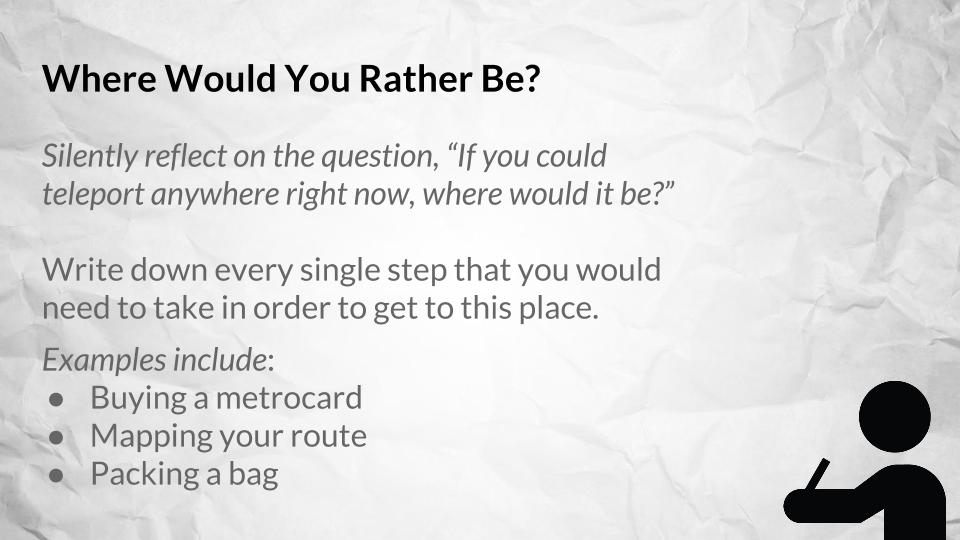 Where Would You Rather Be?
Silently reflect on the question, “If you could
teleport anywhere right now, where would it be?”
Write down every single step that you would
need to take in order to get to this place.
Examples include:
● Buying a metrocard
● Mapping your route
● Packing a bag